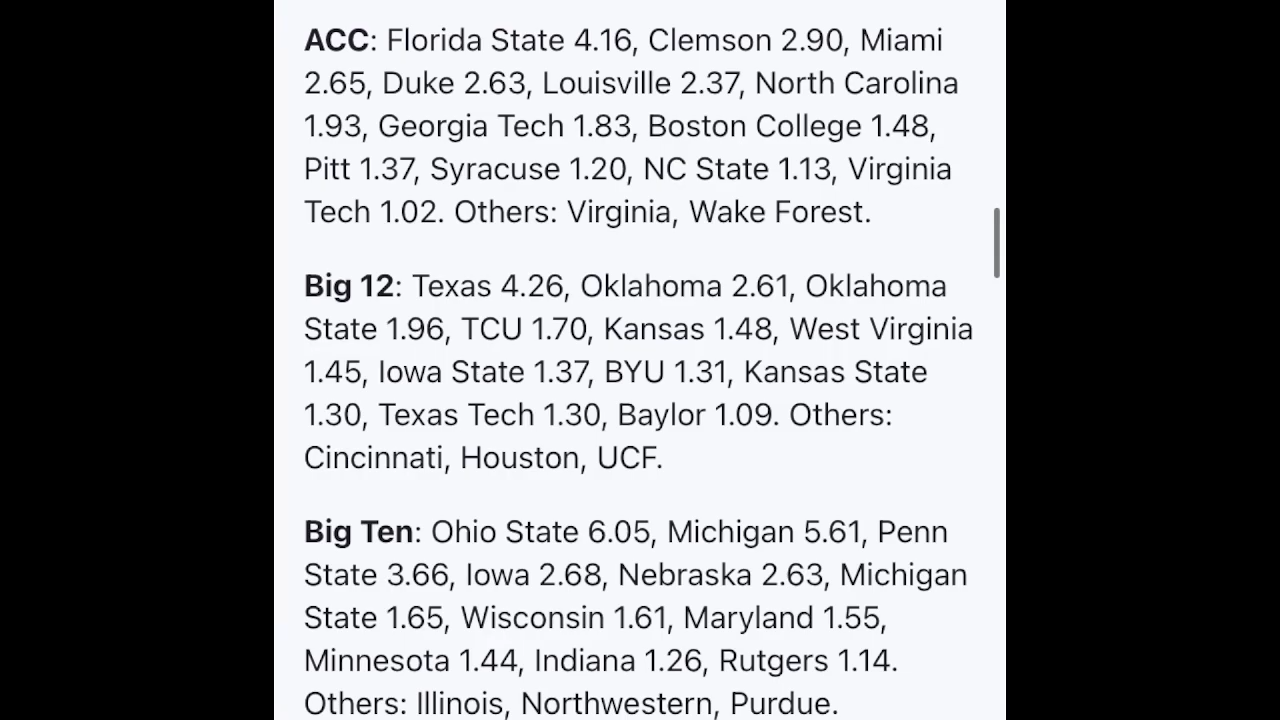 ACC: Florida State 4.16, Clemson 2.90, Miami
2.65, Duke 2.63, Louisville 2.37, North Carolina
1.93, Georgia Tech 1.83, Boston College 1.48,
Pitt 1.37, Syracuse 1.20, NC State 1.13, Virginia
Tech 1.02. Others: Virginia, Wake Forest.
Big 12: Texas 4.26, Oklahoma 2.61, Oklahoma
State 1.96, TCU 1.70, Kansas 1.48, West Virginia
1.45, Iowa State 1.37, BYU 1.31, Kansas State
1.30, Texas Tech 1.30, Baylor 1.09. Others:
Cincinnati, Houston, UCF.
Big Ten: Ohio State 6.05, Michigan 5.61, Penn
State 3.66, Iowa 2.68, Nebraska 2.63, Michigan
State 1.65, Wisconsin 1.61, Maryland 1.55,
Minnesota 1.44, Indiana 1.26, Rutgers 1.14.
Others: Illinois, Northwestern, Purdue.